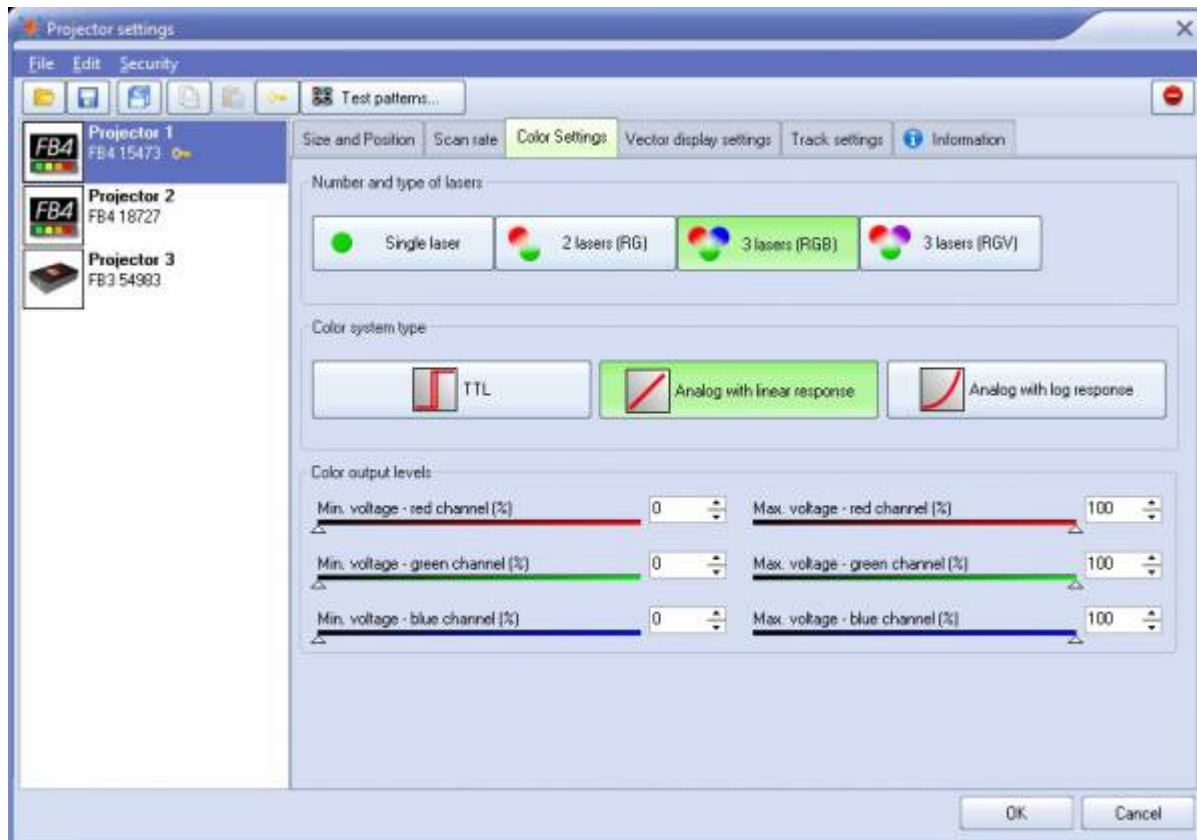 Projector settings
File Edit Security
Test patterns...
FB4
Projector 1
FB4 15473
FB4
Projector 2
FB4 18727
Projector 3
FB3 54983
Size and Position
Scan rate
Color Settings
Vector display settings
Track settings
Information
Number and type of lasers
Single laser
2 lasers (RG)
3 lasers (RGB)
3 lasers (RGV)
Color system type
TTL
Analog with linear response
Analog with log response
Color output levels
Min. voltage - red channel (%) 0 Max. voltage - red channel (%) 100
Min. voltage - green channel (%) 0 Max. voltage - green channel (%) 100
Min. voltage - blue channel (%) 0 Max. voltage - blue channel (%) 100
OK Cancel